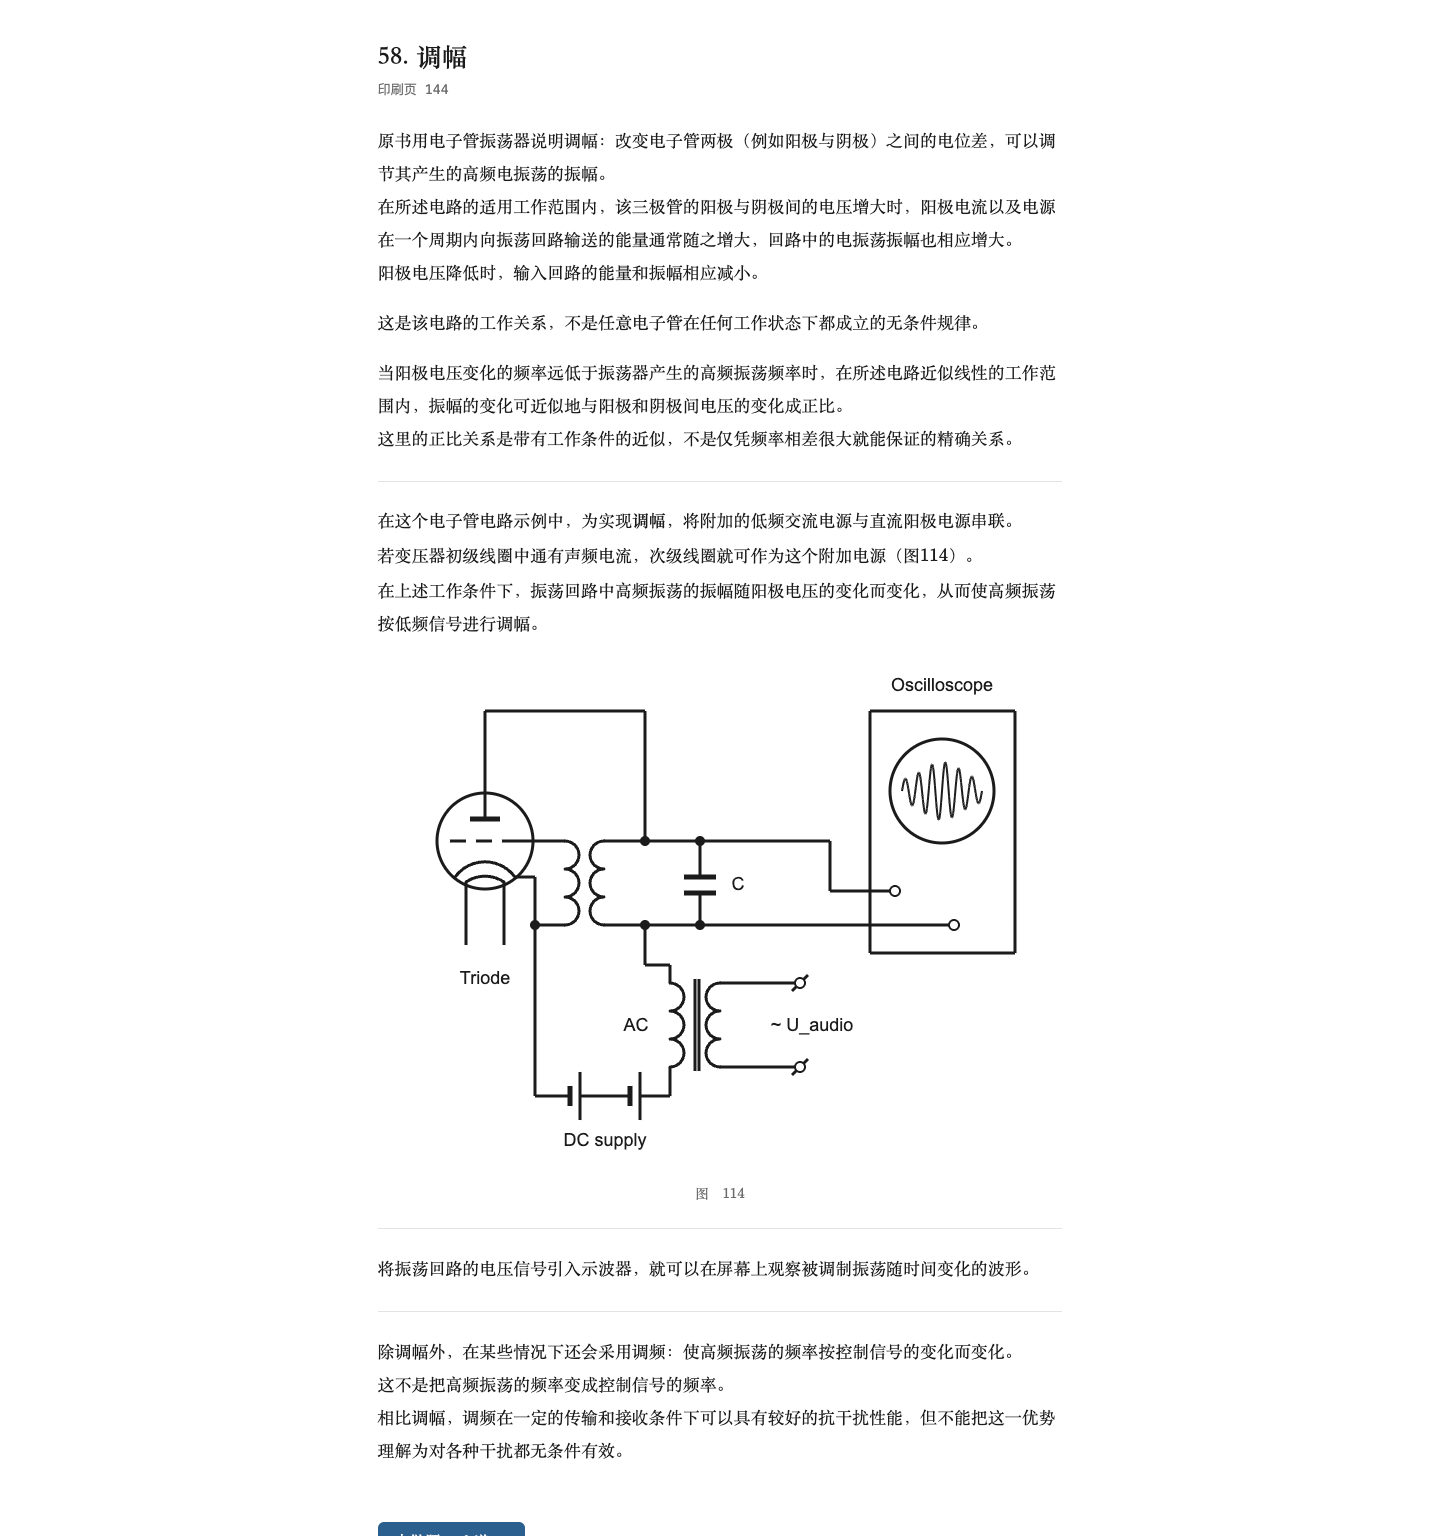 58. 调幅
印刷页 144
原书用电子管振荡器说明调幅：改变电子管两极（例如阳极与阴极）之间的电位差，可以调
节其产生的高频电振荡的振幅。
在所述电路的适用工作范围内，该三极管的阳极与阴极间的电压增大时，阳极电流以及电源
在一个周期内向振荡回路输送的能量通常随之增大，回路中的电振荡振幅也相应增大。
阳极电压降低时，输入回路的能量和振幅相应减小。
这是该电路的工作关系，不是任意电子管在任何工作状态下都成立的无条件规律。
当阳极电压变化的频率远低于振荡器产生的高频振荡频率时，在所述电路近似线性的工作范
围内，振幅的变化可近似地与阳极和阴极间电压的变化成正比。
这里的正比关系是带有工作条件的近似，不是仅凭频率相差很大就能保证的精确关系。
在这个电子管电路示例中，为实现调幅，将附加的低频交流电源与直流阳极电源串联。
若变压器初级线圈中通有声频电流，次级线圈就可作为这个附加电源（图114）。
在上述工作条件下，振荡回路中高频振荡的振幅随阳极电压的变化而变化，从而使高频振荡
按低频信号进行调幅。
Oscilloscope
C
Triode
AC
~ U_audio
DC supply
图 114
将振荡回路的电压信号引入示波器，就可以在屏幕上观察被调制振荡随时间变化的波形。
除调幅外，在某些情况下还会采用调频：使高频振荡的频率按控制信号的变化而变化。
这不是把高频振荡的频率变成控制信号的频率。
相比调幅，调频在一定的传输和接收条件下可以具有较好的抗干扰性能，但不能把这一优势
理解为对各种干扰都无条件有效。